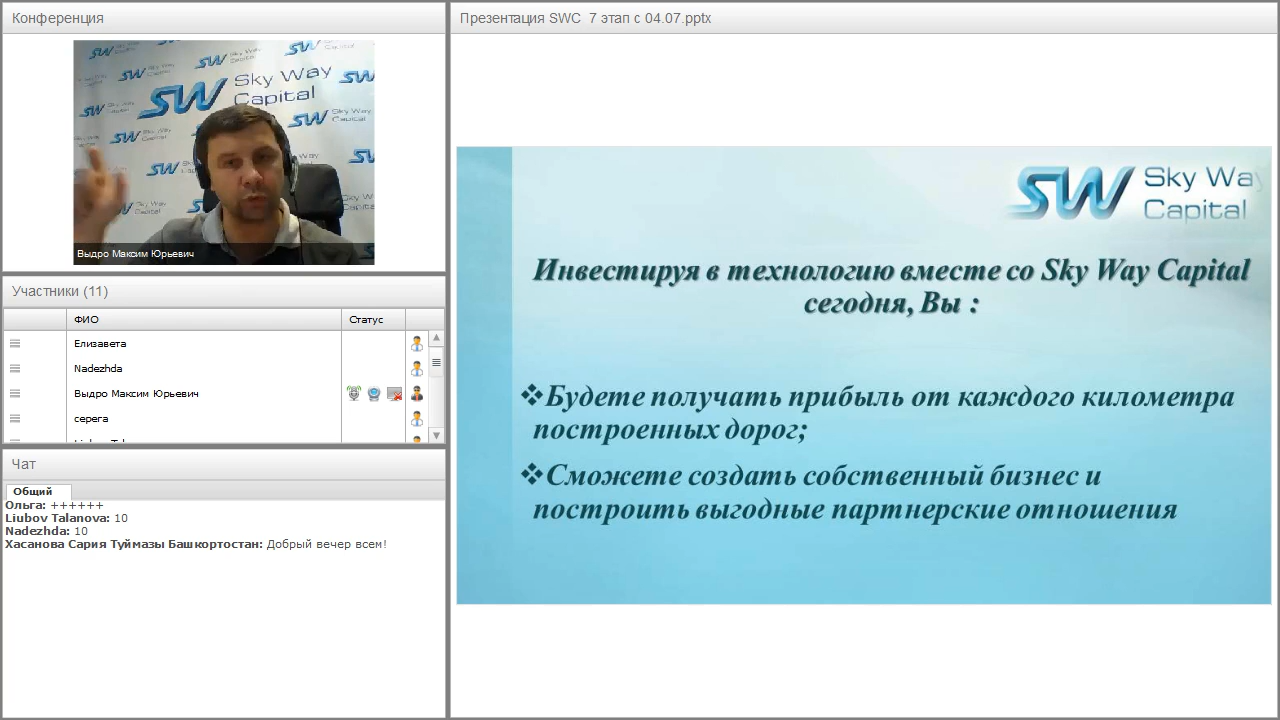 Конференция
Sky Way
Capital
Выдро Максим Юрьевич
Участники (11)
ФИО
Статус
Елизавета
Nadezhda
Выдро Максим Юрьевич
серега
Чат
Общий
Ольга: ++++++
Liubov Talanova: 10
Nadezhda: 10
Хасанова Сария Туймазы Башкортостан: Добрый вечер всем!
Презентация SWC 7 этап с 04.07.pptx
SW Sky Way
Capital
Инвестируя в технологию вместе со Sky Way Capital
сегодня, Вы :
❖Будете получать прибыль от каждого километра
построенных дорог;
❖Сможете создать собственный бизнес и
построить выгодные партнерские отношения